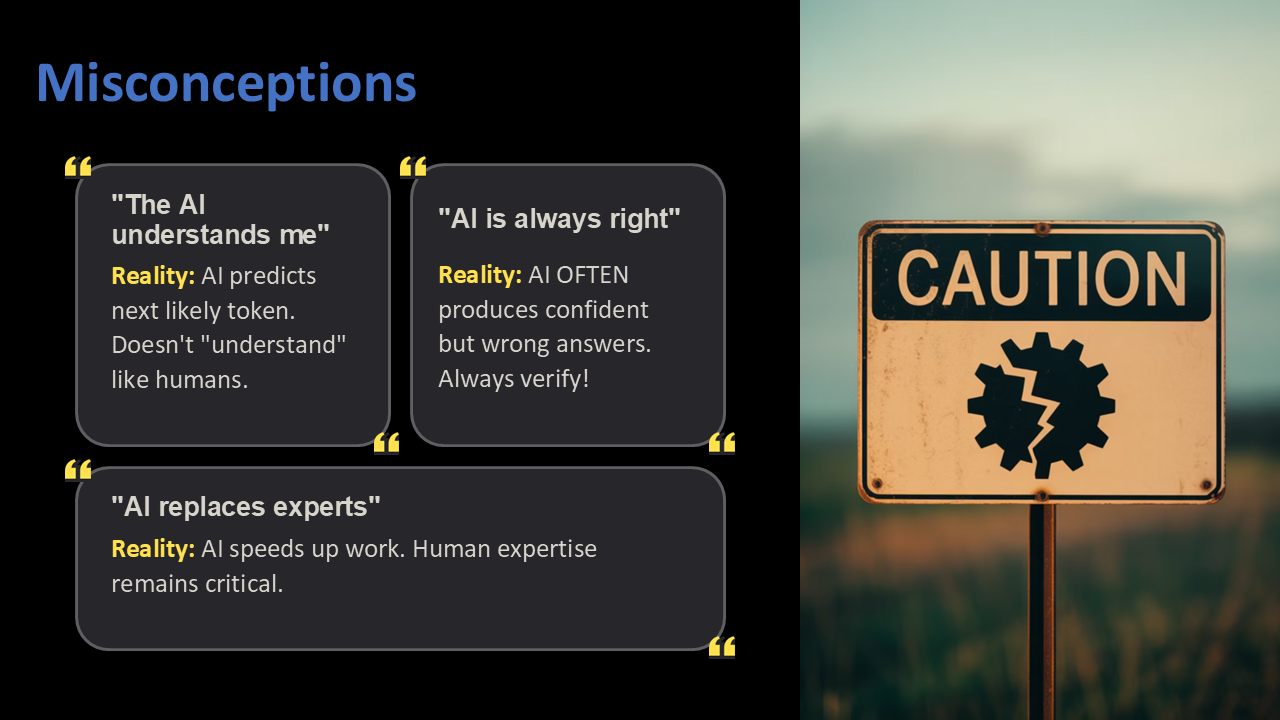 Misconceptions
"The AI
understands me"
Reality: AI predicts
next likely token.
Doesn't "understand"
like humans.
"AI is always right"
Reality: AI OFTEN
produces confident
but wrong answers.
Always verify!
"AI replaces experts"
Reality: AI speeds up work. Human expertise
remains critical.
CAUTION